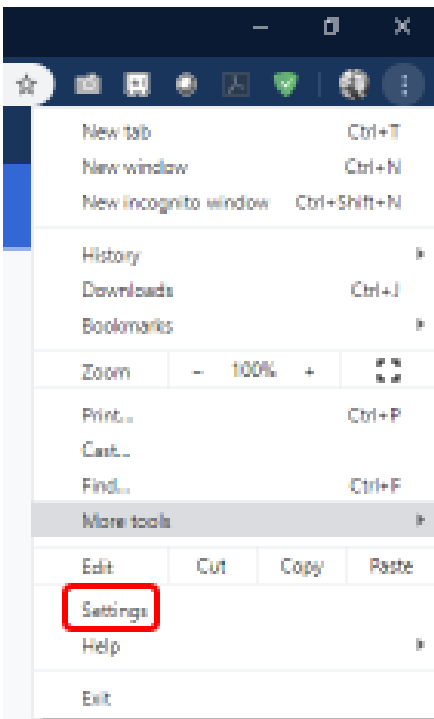 New tab Ctrl+T
New window Ctrl+N
New incognito window Ctrl+Shift+N
History
Downloads Ctrl+J
Bookmarks
Zoom - 100% +
Print... Ctrl+P
Cast...
Find... Ctrl+F
More tools
Edit Cut Copy Paste
Settings
Help
Exit